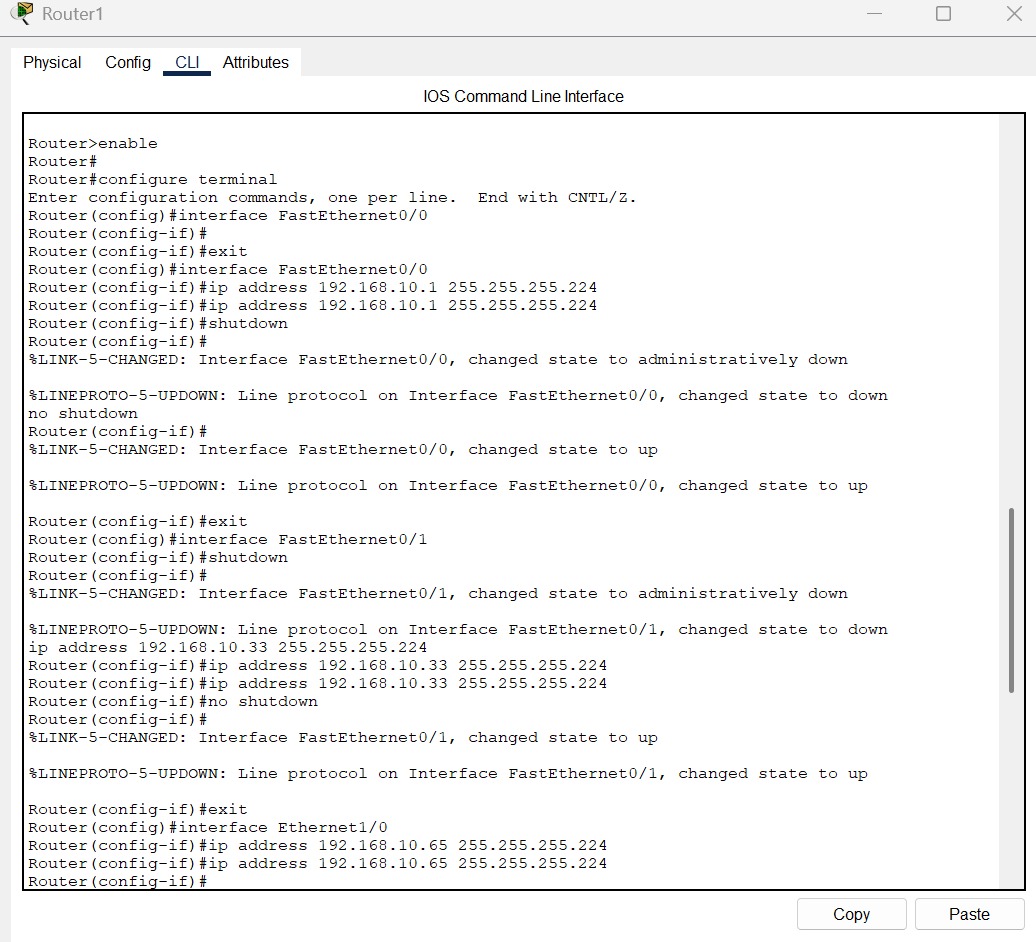 Router1
Physical Config CLI Attributes
IOS Command Line Interface
Router>enable
Router#
Router#configure terminal
Enter configuration commands, one per line.  End with CNTL/Z.
Router(config)#interface FastEthernet0/0
Router(config-if)#
Router(config-if)#exit
Router(config)#interface FastEthernet0/0
Router(config-if)#ip address 192.168.10.1 255.255.255.224
Router(config-if)#ip address 192.168.10.1 255.255.255.224
Router(config-if)#shutdown
Router(config-if)#
%LINK-5-CHANGED: Interface FastEthernet0/0, changed state to administratively down
%LINEPROTO-5-UPDOWN: Line protocol on Interface FastEthernet0/0, changed state to down
no shutdown
Router(config-if)#
%LINK-5-CHANGED: Interface FastEthernet0/0, changed state to up
%LINEPROTO-5-UPDOWN: Line protocol on Interface FastEthernet0/0, changed state to up
Router(config-if)#exit
Router(config)#interface FastEthernet0/1
Router(config-if)#shutdown
Router(config-if)#
%LINK-5-CHANGED: Interface FastEthernet0/1, changed state to administratively down
%LINEPROTO-5-UPDOWN: Line protocol on Interface FastEthernet0/1, changed state to down
ip address 192.168.10.33 255.255.255.224
Router(config-if)#ip address 192.168.10.33 255.255.255.224
Router(config-if)#ip address 192.168.10.33 255.255.255.224
Router(config-if)#no shutdown
Router(config-if)#
%LINK-5-CHANGED: Interface FastEthernet0/1, changed state to up
%LINEPROTO-5-UPDOWN: Line protocol on Interface FastEthernet0/1, changed state to up
Router(config-if)#exit
Router(config)#interface Ethernet1/0
Router(config-if)#ip address 192.168.10.65 255.255.255.224
Router(config-if)#ip address 192.168.10.65 255.255.255.224
Router(config-if)#
Copy Paste